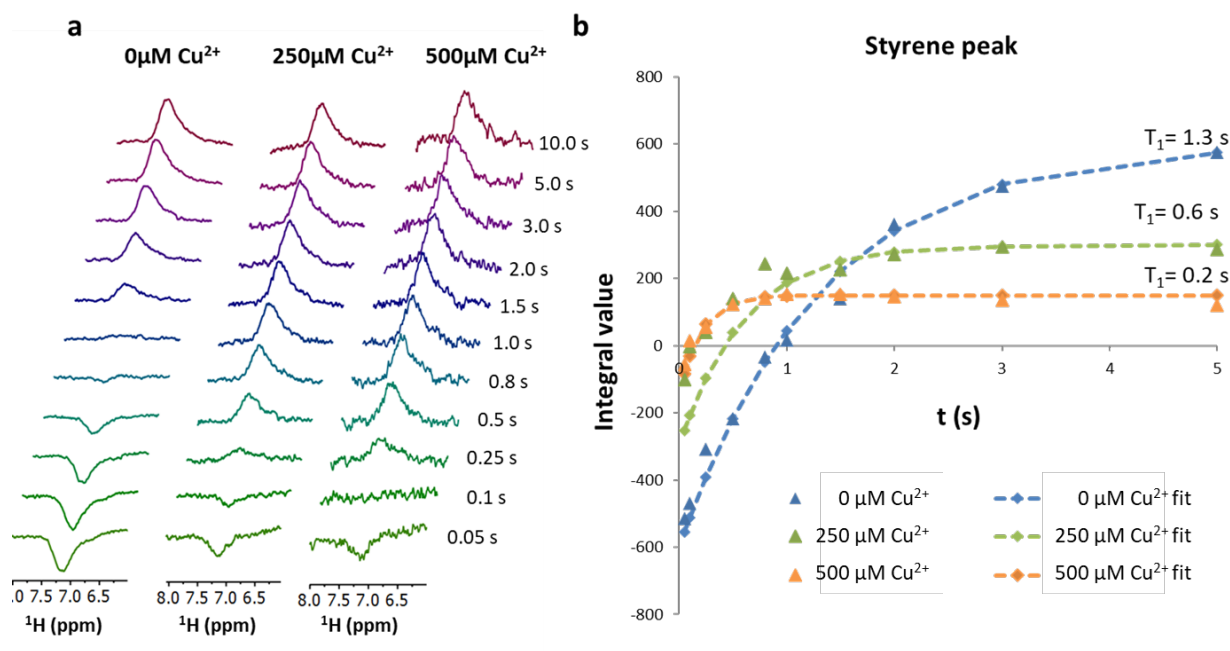 a
0μM Cu²⁺ 250μM Cu²⁺ 500μM Cu²⁺
10.0 s
5.0 s
3.0 s
2.0 s
1.5 s
1.0 s
0.8 s
0.5 s
0.25 s
0.1 s
0.05 s
.0 7.5 7.0 6.5
8.0 7.5 7.0 6.5
8.0 7.5 7.0 6.5
¹H (ppm) ¹H (ppm) ¹H (ppm)
b
Styrene peak
Integral value
800
600
400
200
0
-200
-400
-600
-800
0 1 2 3 4 5
t (s)
T₁= 1.3 s
T₁= 0.6 s
T₁= 0.2 s
0 μM Cu²⁺ 0 μM Cu²⁺ fit
250 μM Cu²⁺ 250 μM Cu²⁺ fit
500 μM Cu²⁺ 500 μM Cu²⁺ fit